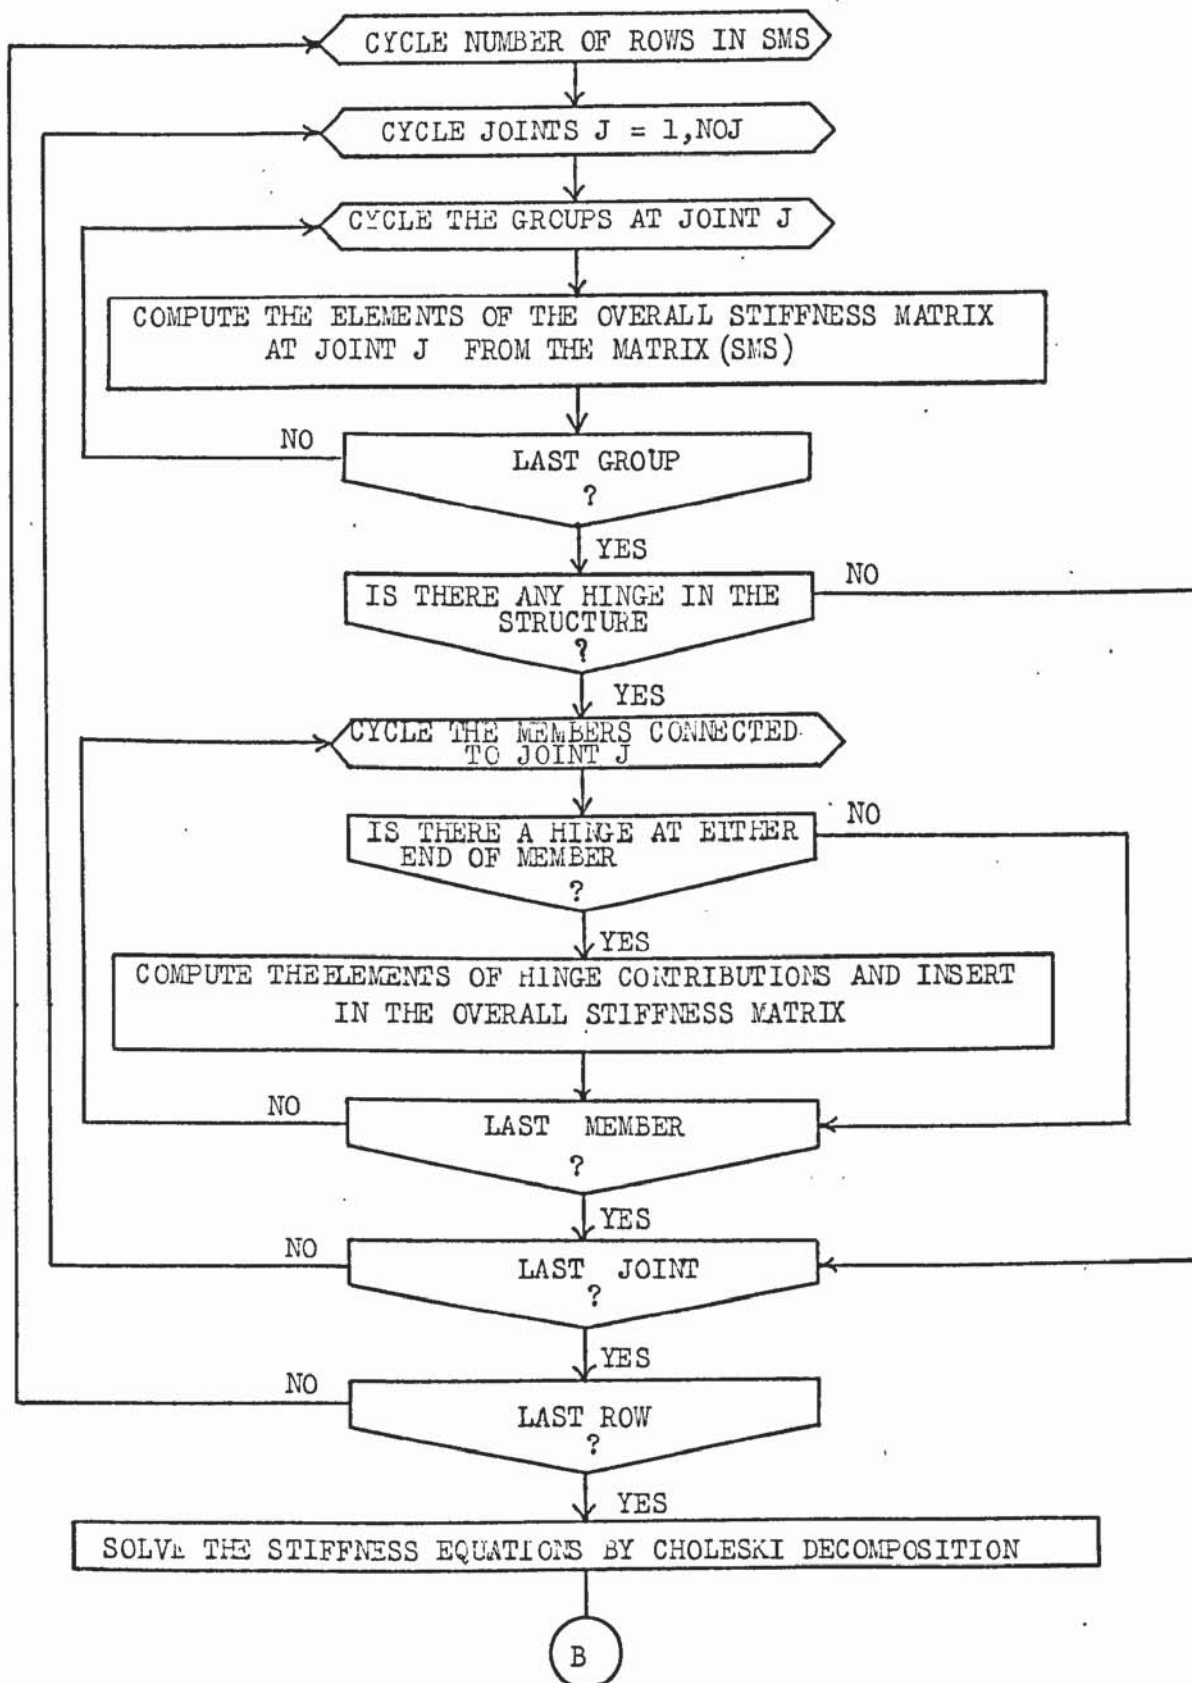 CYCLE NUMBER OF ROWS IN SMS
CYCLE JOINTS J = 1,NOJ
CYCLE THE GROUPS AT JOINT J
COMPUTE THE ELEMENTS OF THE OVERALL STIFFNESS MATRIX
AT JOINT J FROM THE MATRIX (SMS)
NO
LAST GROUP
?
YES
NO
IS THERE ANY HINGE IN THE
STRUCTURE
?
YES
CYCLE THE MEMBERS CONNECTED
TO JOINT J
NO
IS THERE A HINGE AT EITHER
END OF MEMBER
?
YES
COMPUTE THEELEMENTS OF HINGE CONTRIBUTIONS AND INSERT
IN THE OVERALL STIFFNESS MATRIX
NO
LAST MEMBER
?
YES
NO
LAST JOINT
?
YES
NO
LAST ROW
?
YES
SOLVE THE STIFFNESS EQUATIONS BY CHOLESKI DECOMPOSITION
B